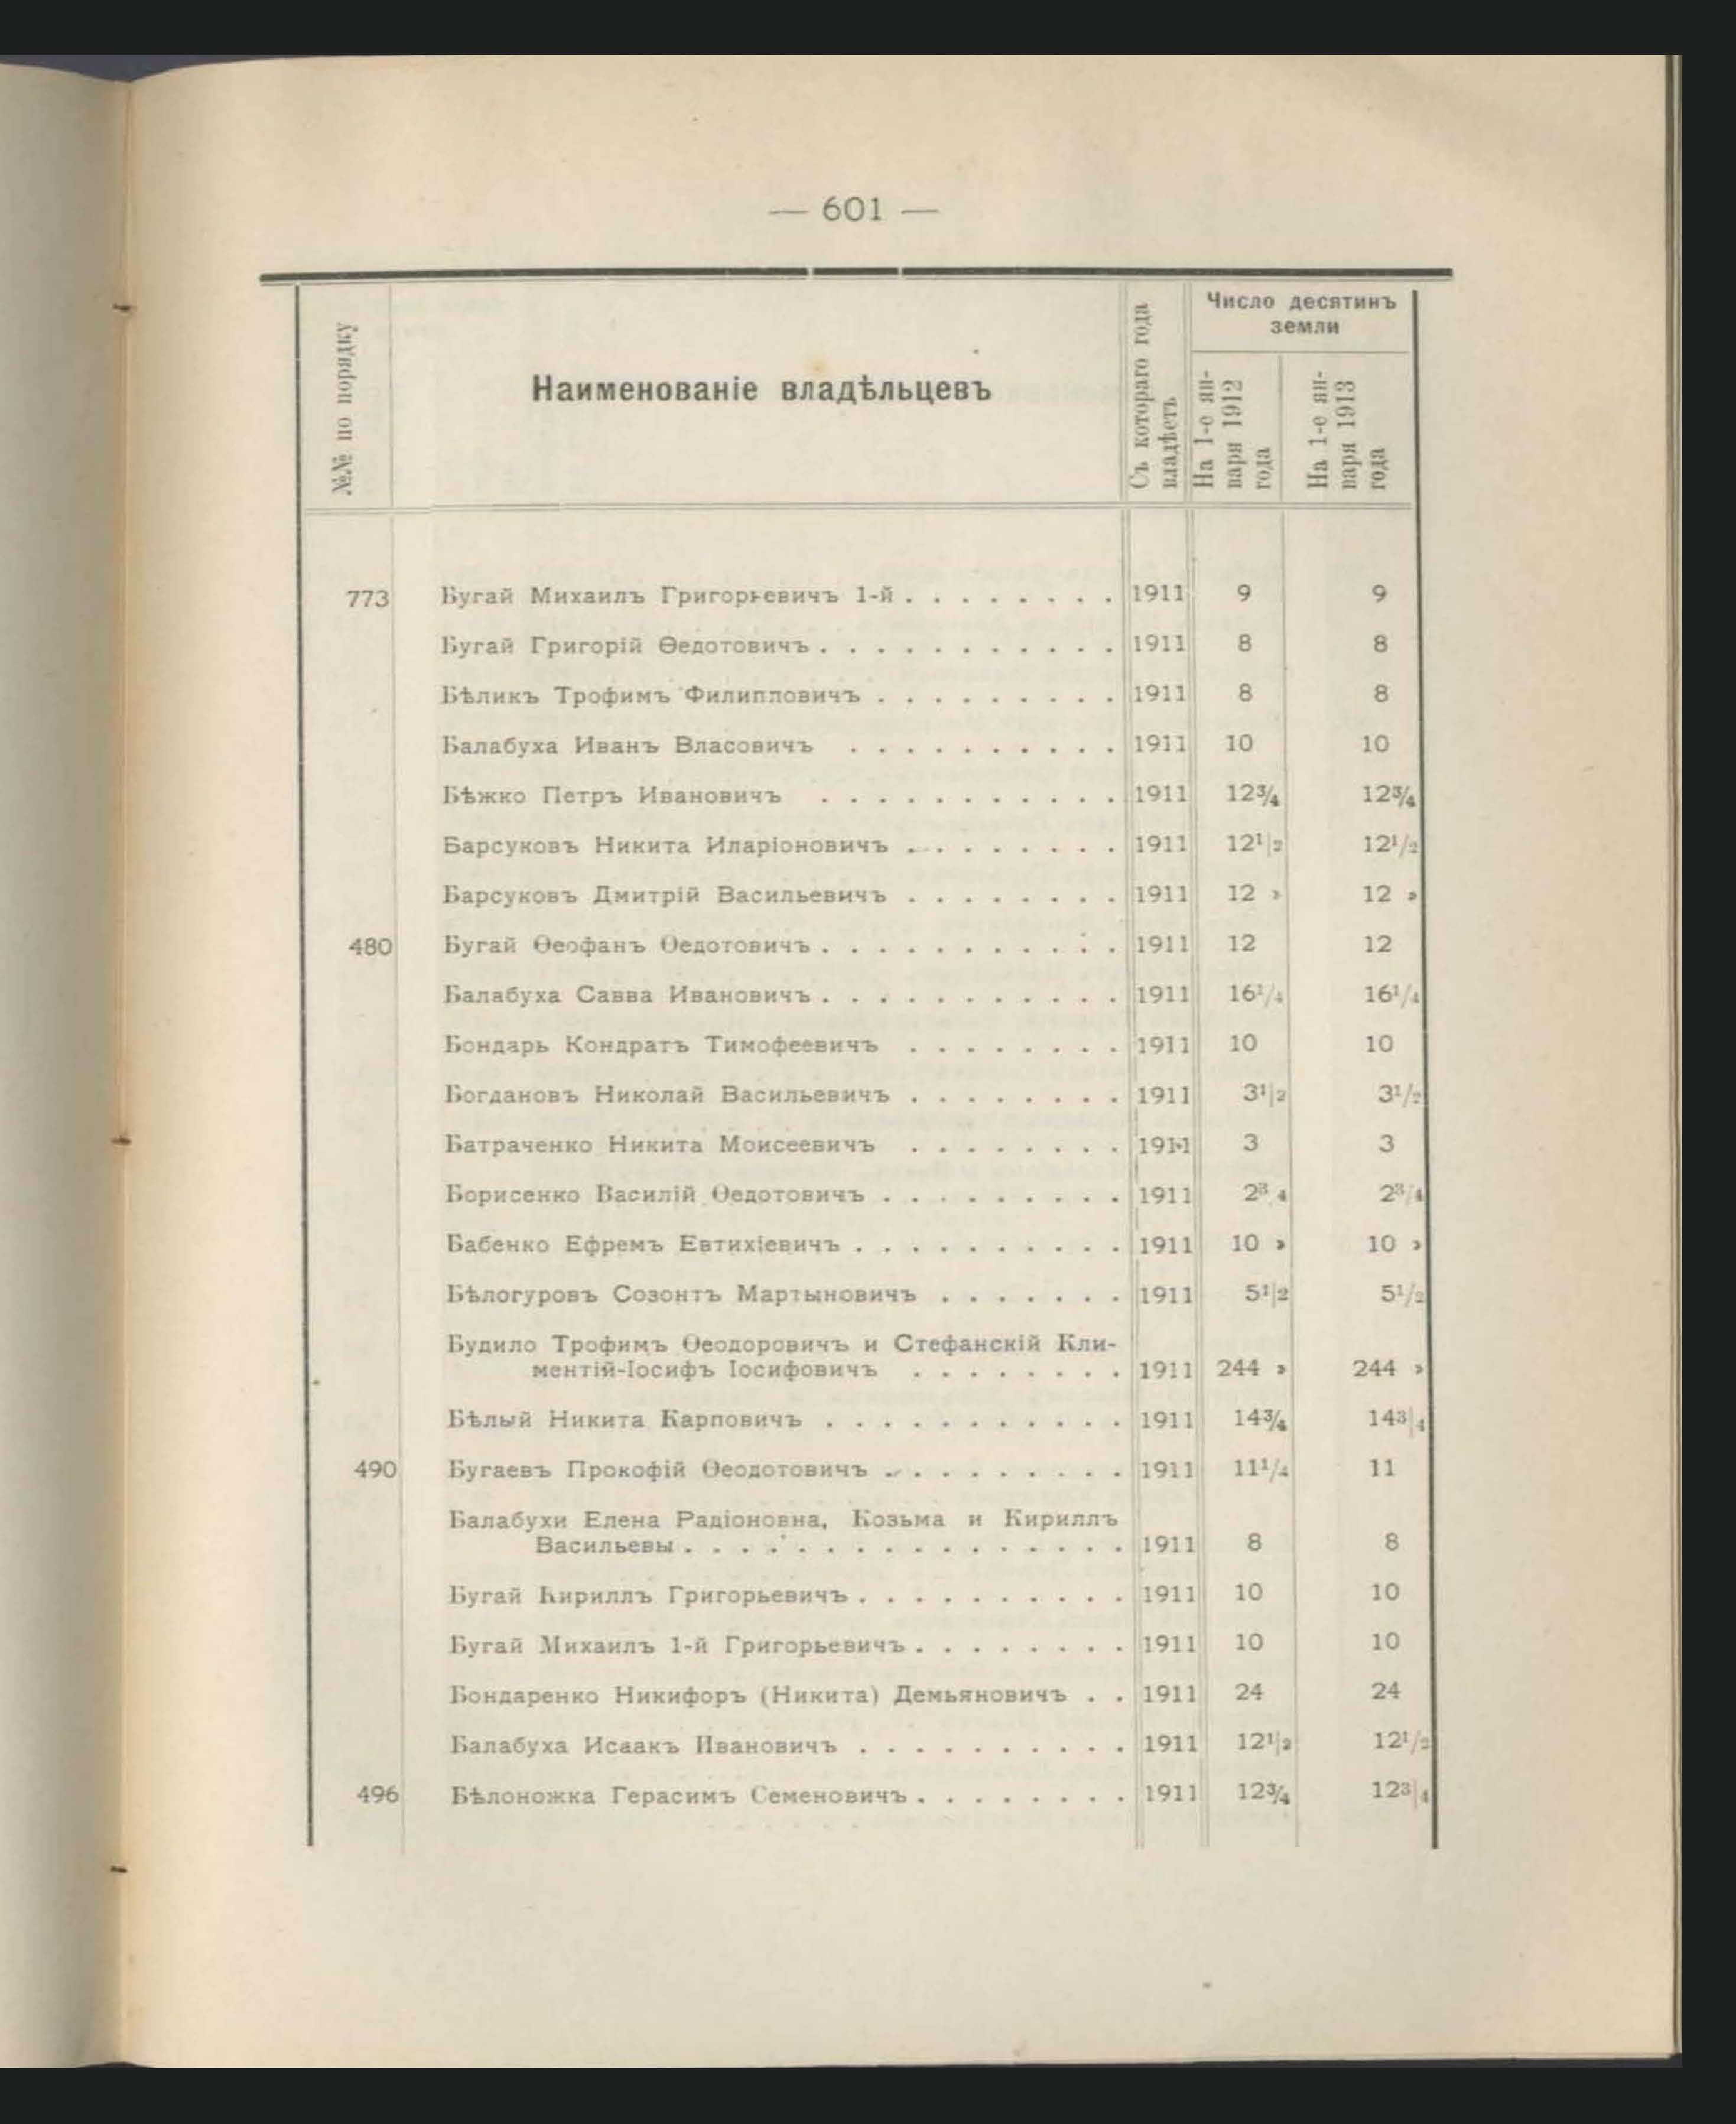 — 601 —
№№ по порядку
Наименованіе владѣльцевъ
Съ котораго года владѣетъ
Число десятинъ земли
На 1-е января 1912 года
На 1-е января 1913 года
773 Бугай Михаилъ Григорьевичъ 1-й . . . . . . . . 1911 9 9
Бугай Григорій Ѳедотовичъ . . . . . . . . . . . 1911 8 8
Бѣликъ Трофимъ Филипповичъ . . . . . . . . . 1911 8 8
Балабуха Иванъ Власовичъ . . . . . . . . . . 1911 10 10
Бѣжко Петръ Ивановичъ . . . . . . . . . . . 1911 12¾ 12¾
Барсуковъ Никита Иларіоновичъ . . . . . . . . 1911 12½ 12½
Барсуковъ Дмитрій Васильевичъ . . . . . . . . 1911 12 » 12 »
480 Бугай Ѳеофанъ Ѳедотовичъ . . . . . . . . . . . 1911 12 12
Балабуха Савва Ивановичъ . . . . . . . . . . . 1911 16¼ 16¼
Бондарь Кондратъ Тимофеевичъ . . . . . . . . 1911 10 10
Богдановъ Николай Васильевичъ . . . . . . . . 1911 3½ 3½
Батраченко Никита Моисеевичъ . . . . . . . . 1911 3 3
Борисенко Василій Ѳедотовичъ . . . . . . . . . 1911 2¾ 2¾
Бабенко Ефремъ Евтихіевичъ . . . . . . . . . . 1911 10 » 10 »
Бѣлогуровъ Созонтъ Мартыновичъ . . . . . . . 1911 5½ 5½
Будило Трофимъ Ѳеодоровичъ и Стефанскій Кли-
ментій-Іосифъ Іосифовичъ . . . . . . . . 1911 244 » 244 »
Бѣлый Никита Карповичъ . . . . . . . . . . . 1911 14¾ 14¾
490 Бугаевъ Прокофій Ѳеодотовичъ . . . . . . . . . 1911 11¼ 11
Балабухи Елена Радіоновна, Козьма и Кириллъ
Васильевы . . . . . . . . . . . . . . . . 1911 8 8
Бугай Кириллъ Григорьевичъ . . . . . . . . . . 1911 10 10
Бугай Михаилъ 1-й Григорьевичъ . . . . . . . . 1911 10 10
Бондаренко Никифоръ (Никита) Демьяновичъ . . 1911 24 24
Балабуха Исаакъ Ивановичъ . . . . . . . . . . 1911 12½ 12½
496 Бѣлоножка Герасимъ Семеновичъ . . . . . . . . 1911 12¾ 12¾